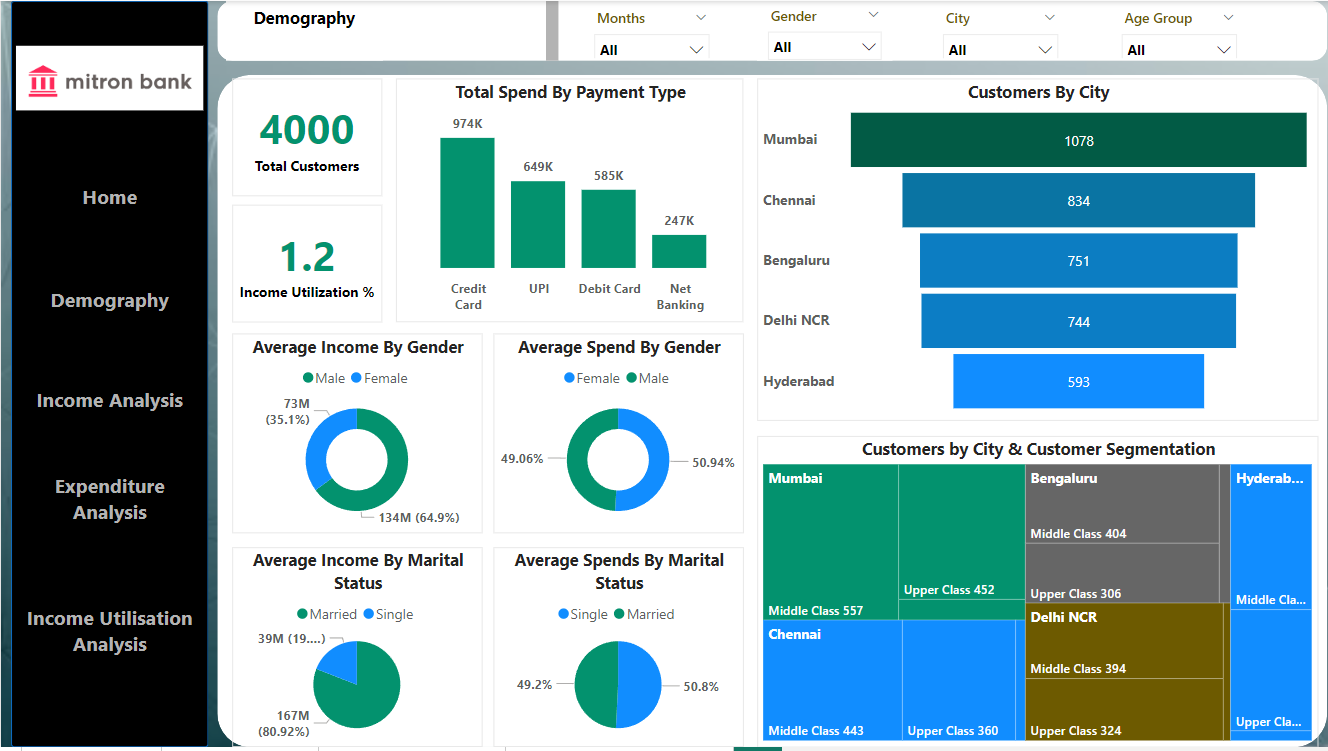 mitron bank
Home
Demography
Income Analysis
Expenditure
Analysis
Income Utilisation
Analysis
Demography
Months
All
Gender
All
City
All
Age Group
All
4000
Total Customers
1.2
Income Utilization %
Total Spend By Payment Type
974K
649K
585K
247K
Credit
Card
UPI
Debit Card
Net
Banking
Customers By City
Mumbai
1078
Chennai
834
Bengaluru
751
Delhi NCR
744
Hyderabad
593
Average Income By Gender
Male
Female
73M
(35.1%)
134M (64.9%)
Average Spend By Gender
Female
Male
49.06%
50.94%
Average Income By Marital
Status
Married
Single
39M (19....)
167M
(80.92%)
Average Spends By Marital
Status
Single
Married
49.2%
50.8%
Customers by City & Customer Segmentation
Mumbai
Middle Class 557
Upper Class 452
Chennai
Middle Class 443
Upper Class 360
Bengaluru
Middle Class 404
Upper Class 306
Delhi NCR
Middle Class 394
Upper Class 324
Hyderab...
Middle Cla...
Upper Cla...